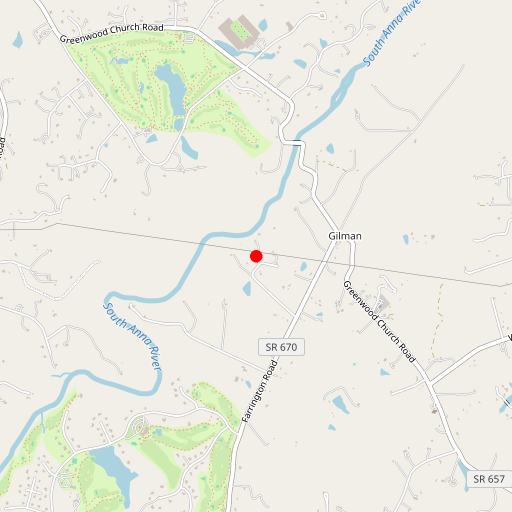 Greenwood Church Road
South Anna River
Road
Gilman
South Anna River
Greenwood Church Road
SR 670
Farrington Road
SR 657